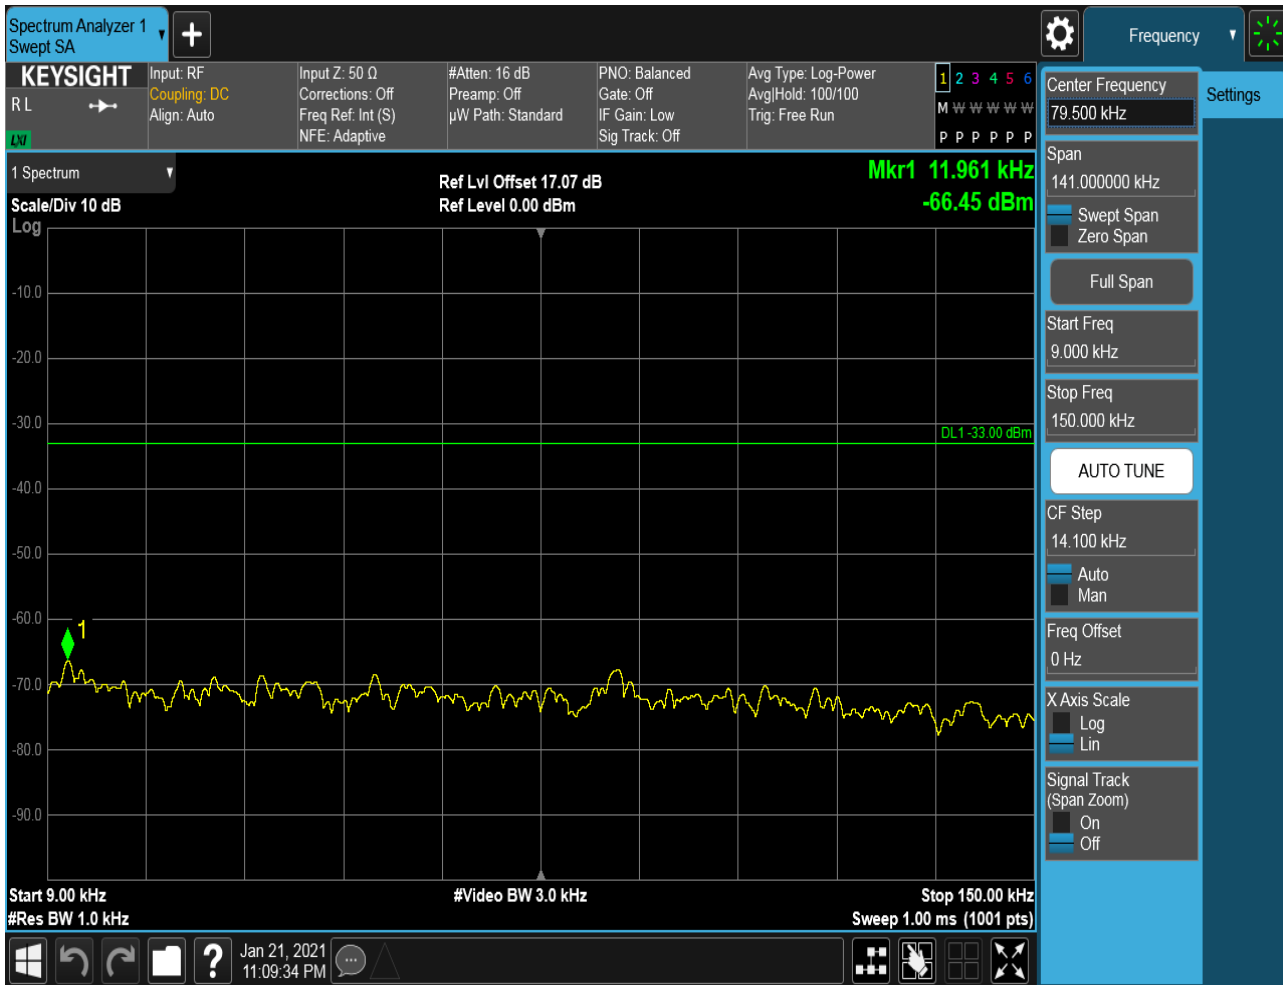 Spectrum Analyzer 1
Swept SA
+
Frequency
KEYSIGHT
R L
LXI
Input: RF
Coupling: DC
Align: Auto
Input Z: 50 Ω
Corrections: Off
Freq Ref: Int (S)
NFE: Adaptive
#Atten: 16 dB
Preamp: Off
µW Path: Standard
PNO: Balanced
Gate: Off
IF Gain: Low
Sig Track: Off
Avg Type: Log-Power
Avg|Hold: 100/100
Trig: Free Run
1 2 3 4 5 6
M W W W W W
P P P P P P
1 Spectrum
Scale/Div 10 dB
Log
Ref Lvl Offset 17.07 dB
Ref Level 0.00 dBm
Mkr1 11.961 kHz
-66.45 dBm
-10.0
-20.0
-30.0
DL1 -33.00 dBm
-40.0
-50.0
-60.0
1
-70.0
-80.0
-90.0
Start 9.00 kHz
#Res BW 1.0 kHz
#Video BW 3.0 kHz
Stop 150.00 kHz
Sweep 1.00 ms (1001 pts)
?
Jan 21, 2021
11:09:34 PM
Center Frequency
79.500 kHz
Settings
Span
141.000000 kHz
Swept Span
Zero Span
Full Span
Start Freq
9.000 kHz
Stop Freq
150.000 kHz
AUTO TUNE
CF Step
14.100 kHz
Auto
Man
Freq Offset
0 Hz
X Axis Scale
Log
Lin
Signal Track
(Span Zoom)
On
Off